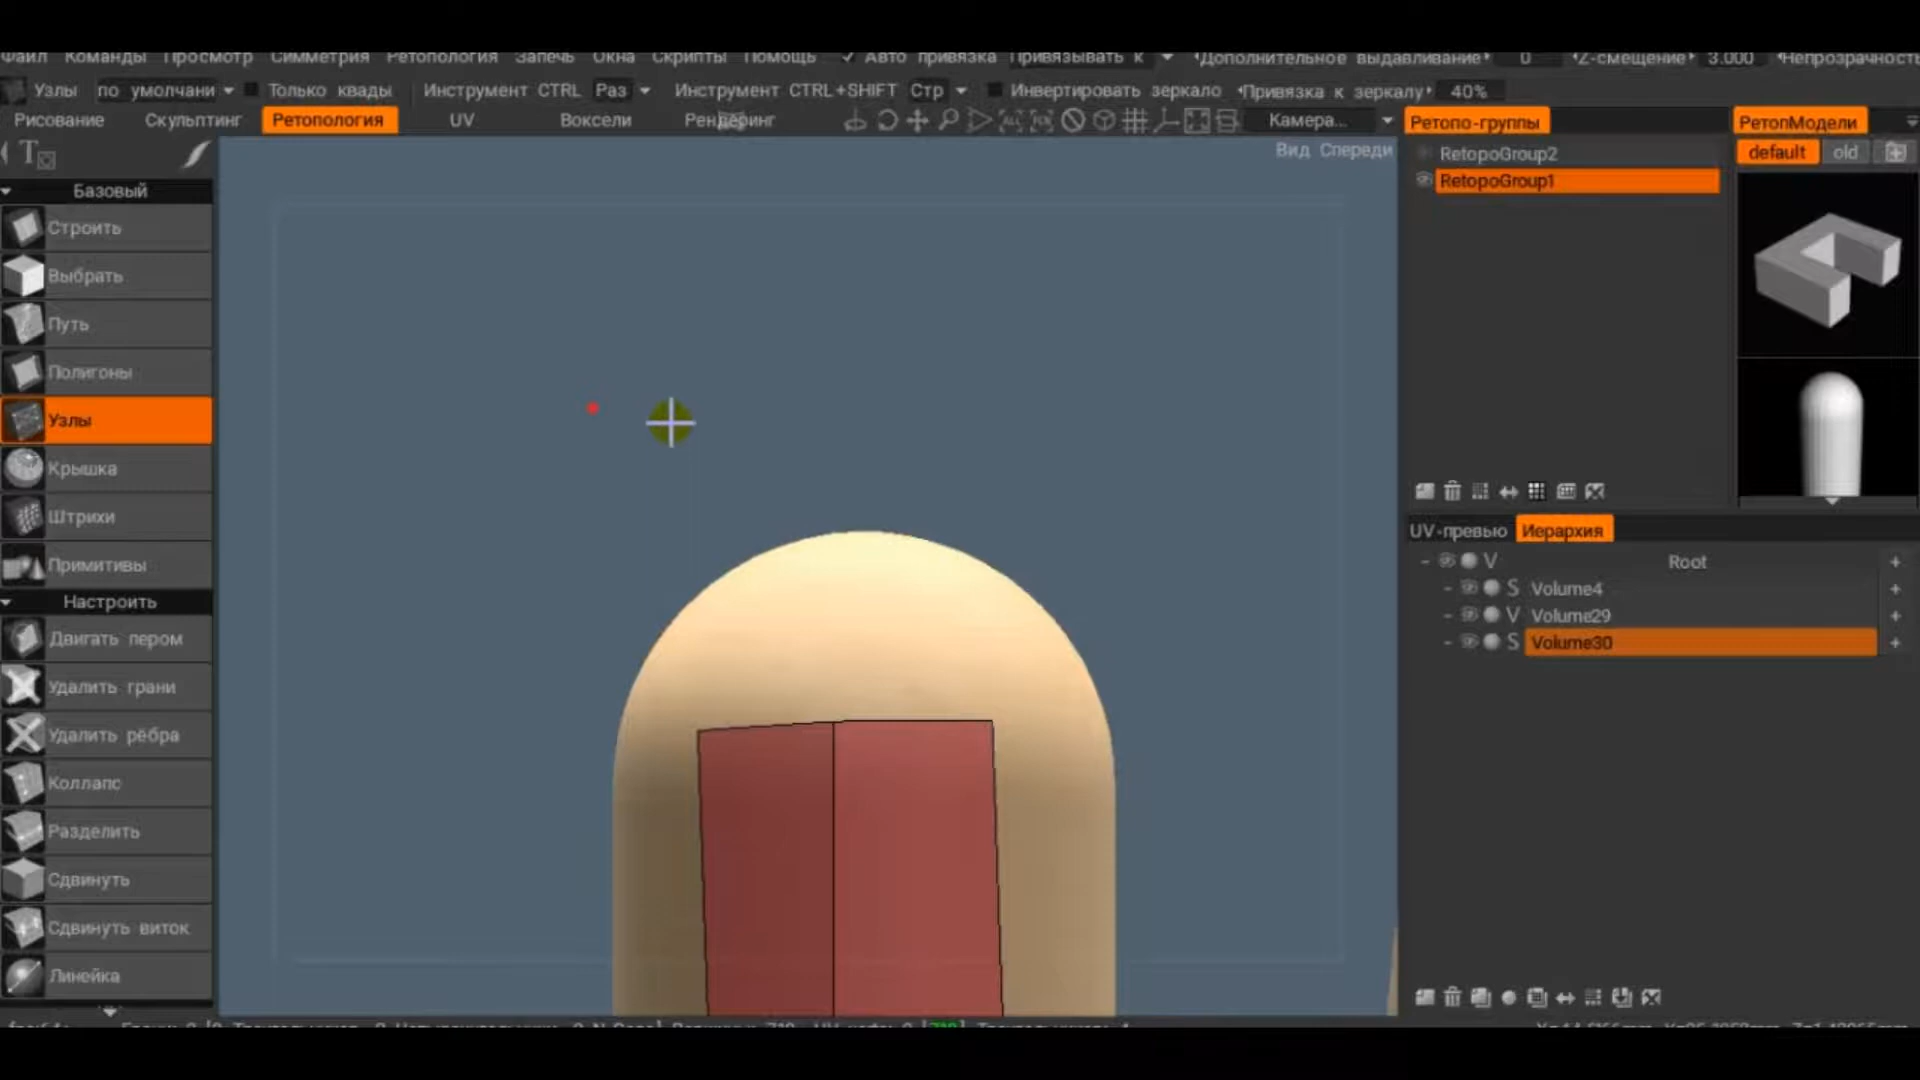 Файл Команды Просмотр Симметрия Ретопология Запечь Окна Скрипты Помощь Авто привязка Привязывать к Дополнительное выдавливание 0 Z-смещение 3.000 Непрозрачность
Узлы по умолчани Только квады Инструмент CTRL Раз Инструмент CTRL+SHIFT Стр Инвертировать зеркало Привязка к зеркалу 40%
Рисование Скульптинг Ретопология UV Воксели Рендеринг Камера...
Ретопо-группы
РетопМодели
Вид Спереди
RetopoGroup2
default old
RetopoGroup1
Базовый
Строить
Выбрать
Путь
Полигоны
Узлы
Крышка
Штрихи
Примитивы
Настроить
Двигать пером
Удалить грани
Удалить рёбра
Коллапс
Разделить
Сдвинуть
Сдвинуть виток
Линейка
UV-превью Иерархия
V Root +
S Volume4 +
V Volume29 +
S Volume30 +